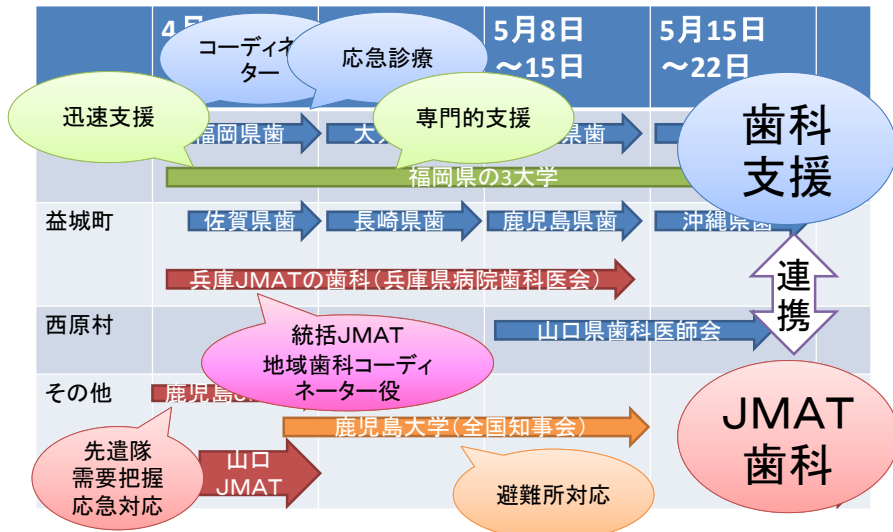 4月
コーディネ
ーター
応急診療
5月8日
～15日
5月15日
～22日
迅速支援
専門的支援
福岡県歯
県歯
歯科
支援
福岡県の3大学
益城町
佐賀県歯
長崎県歯
鹿児島県歯
沖縄県歯
兵庫JMATの歯科（兵庫県病院歯科医会）
連携
西原村
山口県歯科医師会
統括JMAT
地域歯科コーディ
ネーター役
その他
鹿児島
鹿児島大学（全国知事会）
JMAT
歯科
先遣隊
需要把握
応急対応
山口
JMAT
避難所対応